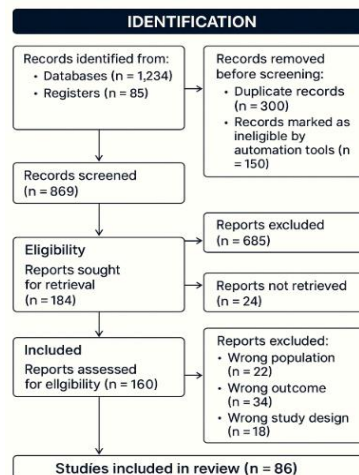 IDENTIFICATION
Records identified from:
• Databases (n = 1,234)
• Registers (n = 85)
Records removed
before screening:
• Duplicate records
(n = 300)
• Records marked as
ineligible by
automation tools (n
= 150)
Records screened
(n = 869)
Reports excluded
(n = 685)
Eligibility
Reports sought
for retrieval
(n = 184)
Reports not retrieved
(n = 24)
Included
Reports assessed
for eligibility (n = 160)
Reports excluded:
• Wrong population
(n = 22)
• Wrong outcome
(n = 34)
• Wrong study design
(n = 18)
Studíes included in review (n = 86)